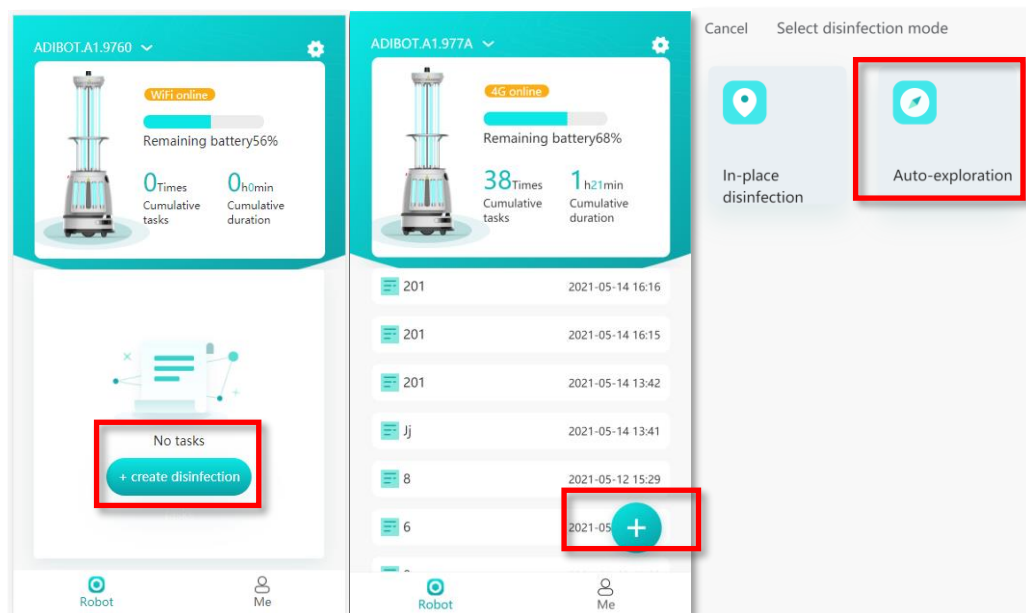 ADIBOT.A1.9760
WiFi online
Remaining battery56%
0Times
0h0min
Cumulative tasks
Cumulative duration
No tasks
+ create disinfection
Robot
Me
ADIBOT.A1.977A
4G online
Remaining battery68%
38Times
1h21min
Cumulative tasks
Cumulative duration
201 2021-05-14 16:16
201 2021-05-14 16:15
201 2021-05-14 13:42
Jj 2021-05-14 13:41
8 2021-05-12 15:29
6 2021-05
+
Robot
Me
Cancel Select disinfection mode
In-place
disinfection
Auto-exploration